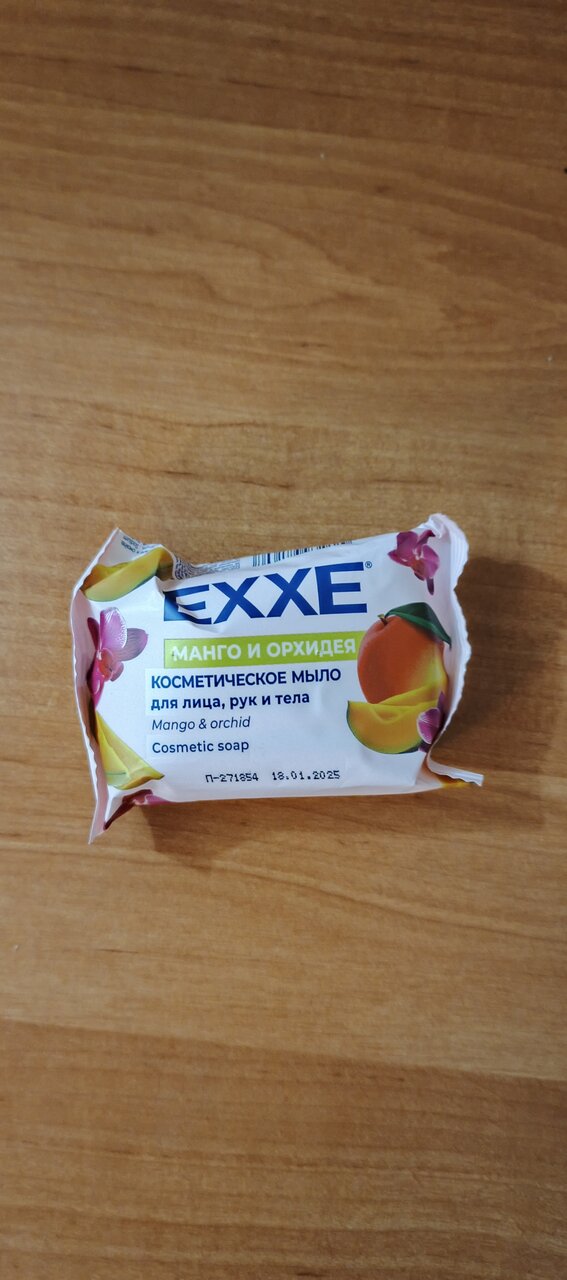 EXXE®
МАНГО И ОРХИДЕЯ
КОСМЕТИЧЕСКОЕ МЫЛО
для лица, рук и тела
Mango & orchid
Cosmetic soap
П-271854 18.01.2025